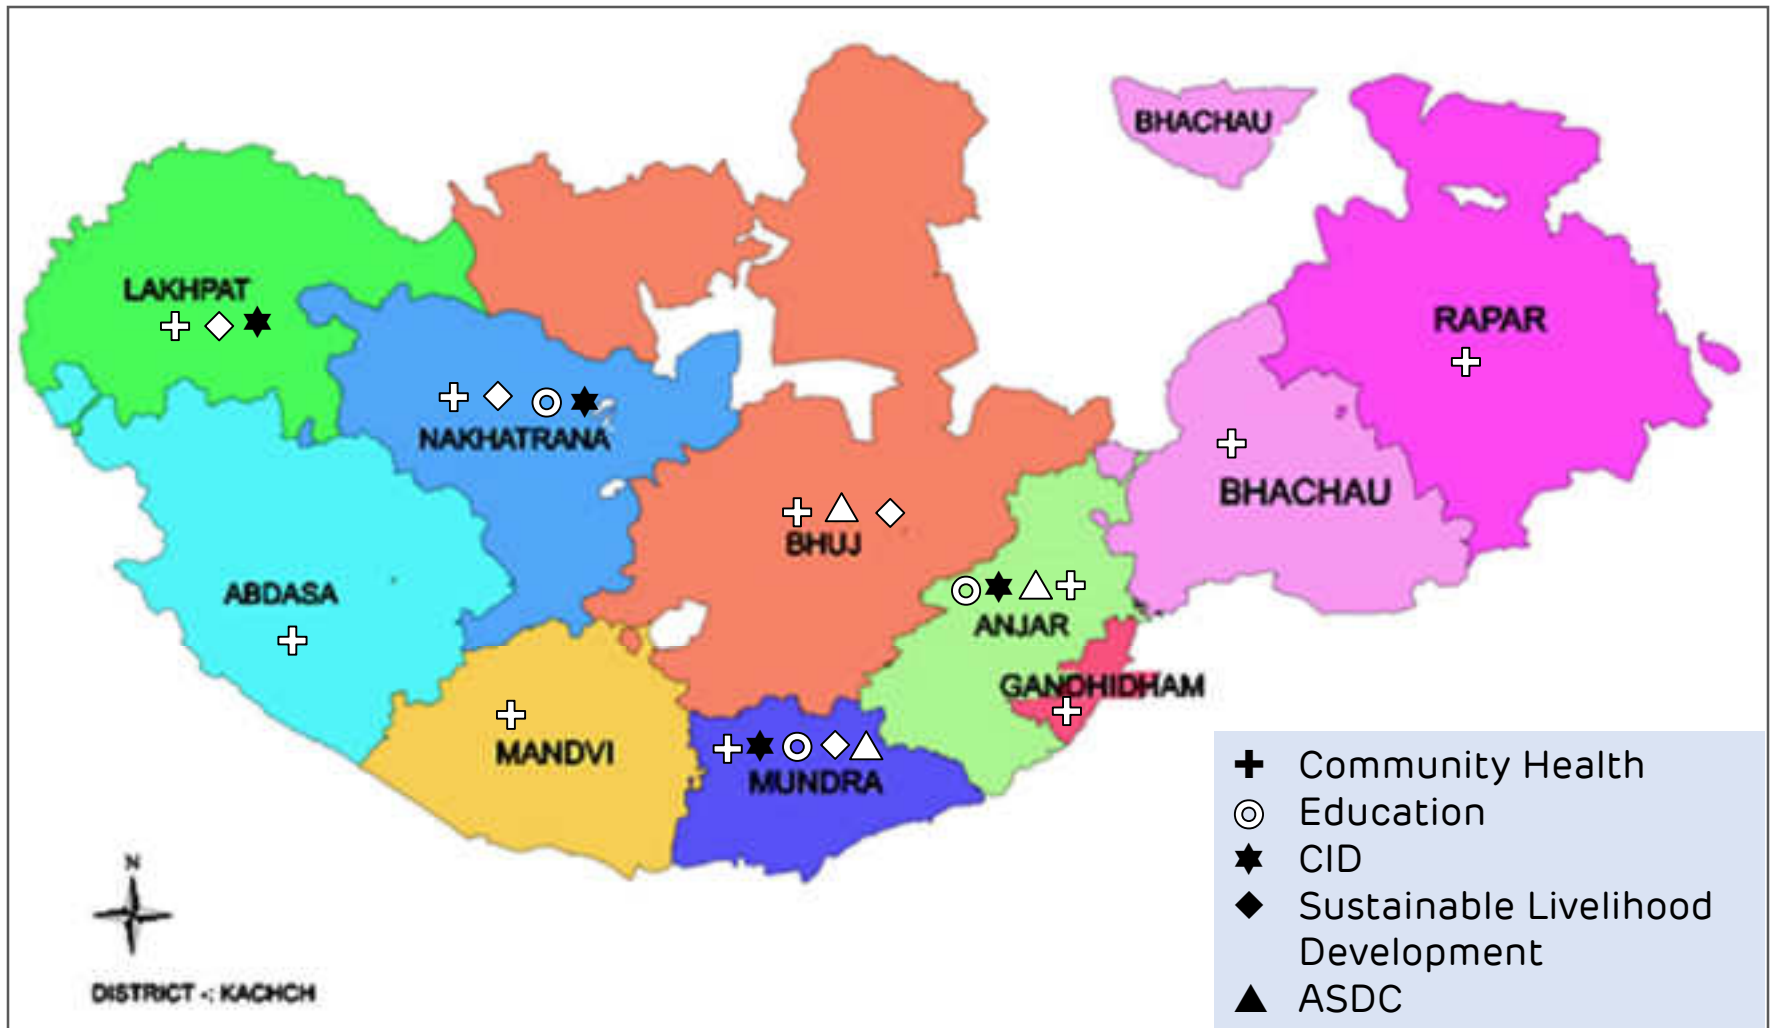 BHACHAU
LAKHPAT
RAPAR
NAKHATRANA
BHACHAU
BHUJ
ABDASA
ANJAR
GANDHIDHAM
MANDVI
MUNDRA
Community Health
Education
CID
Sustainable Livelihood
Development
ASDC
N
DISTRICT -: KACHCH